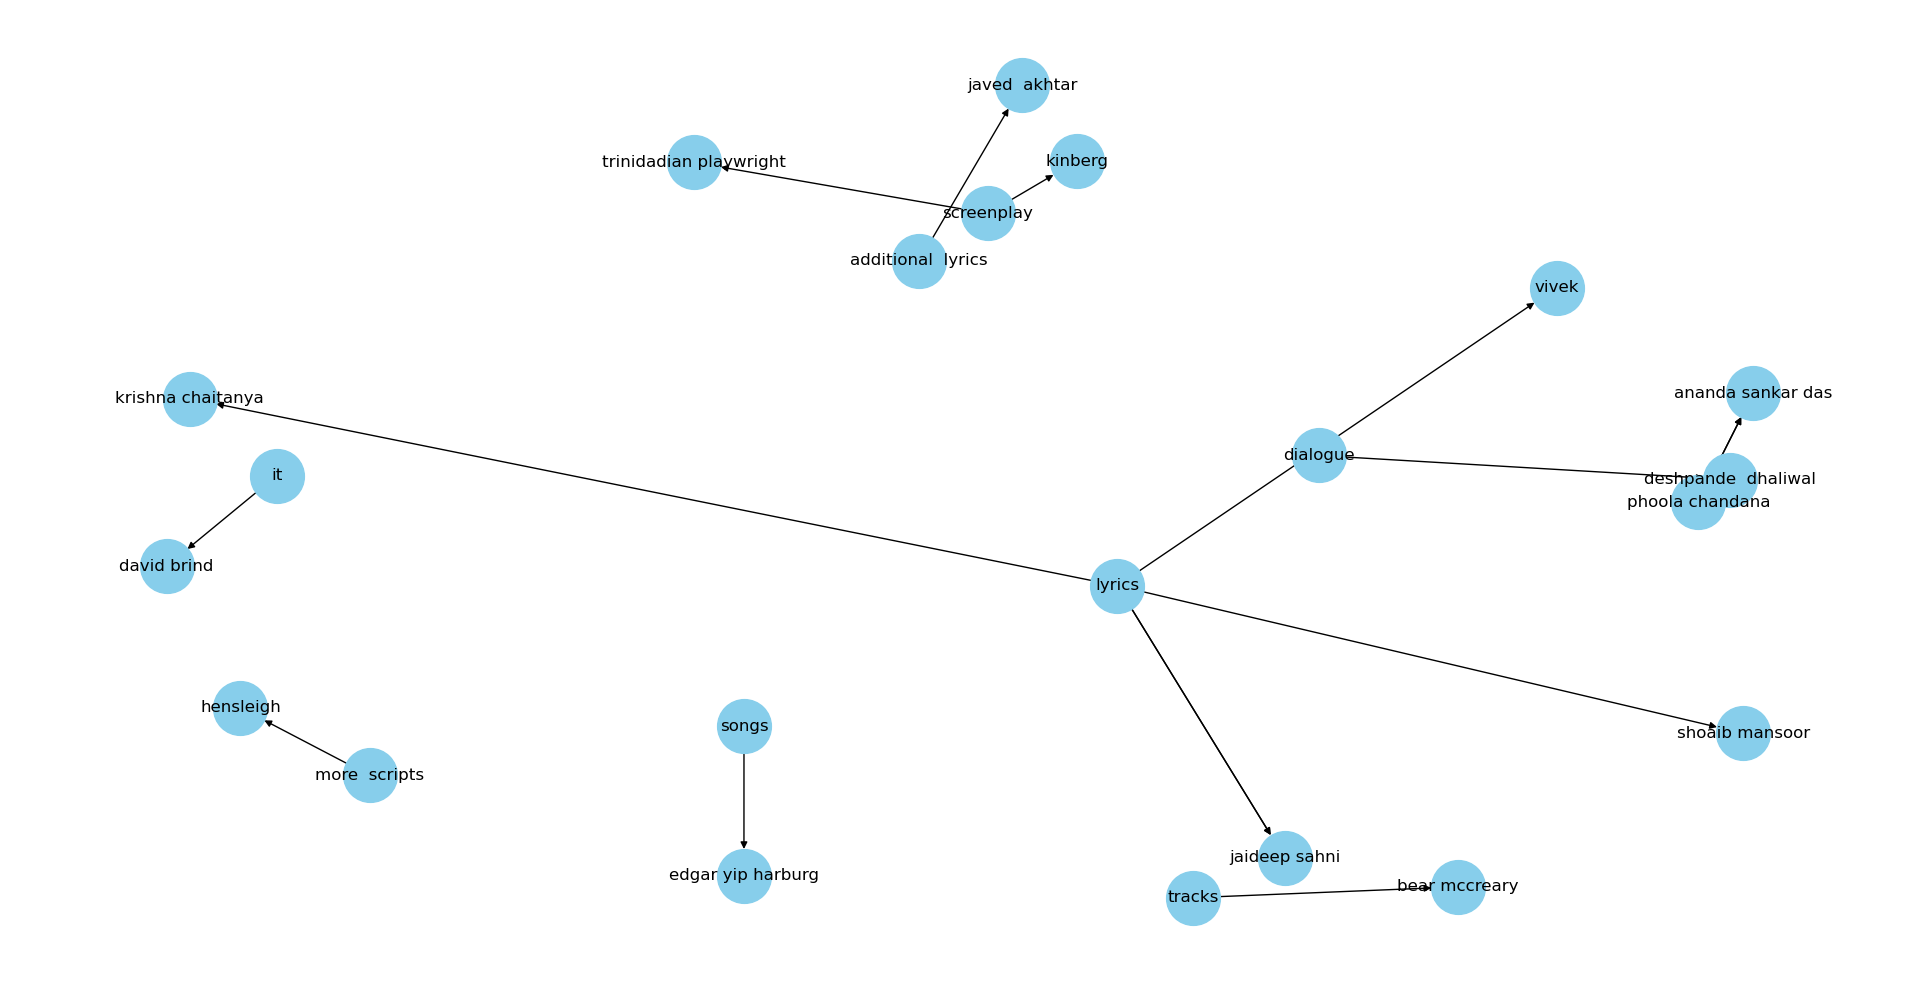 javed  akhtar
trinidadian playwright
kinberg
screenplay
additional  lyrics
vivek
krishna chaitanya
ananda sankar das
dialogue
it
deshpande  dhaliwal
phoola chandana
david brind
lyrics
hensleigh
songs
shoaib mansoor
more  scripts
jaideep sahni
edgar yip harburg
bear mccreary
tracks